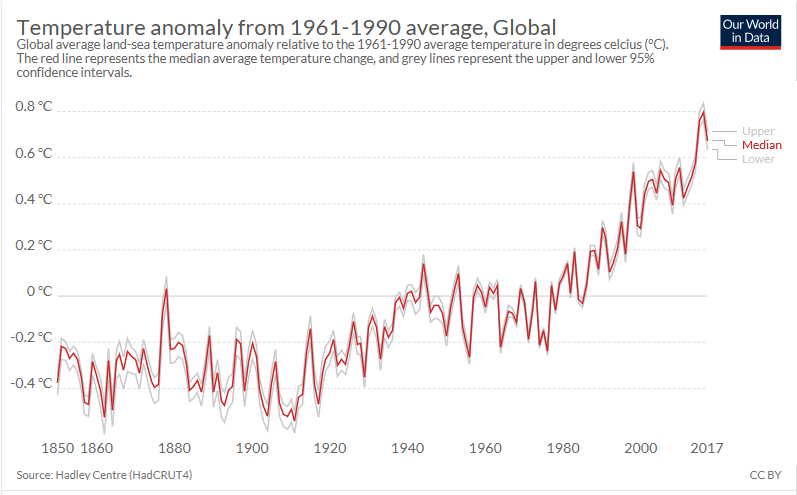 Temperature anomaly from 1961-1990 average, Global
Our World
in Data
Global average land-sea temperature anomaly relative to the 1961-1990 average temperature in degrees celcius (°C).
The red line represents the median average temperature change, and grey lines represent the upper and lower 95%
confidence intervals.
0.8 °C
0.6 °C
0.4 °C
0.2 °C
0 °C
-0.2 °C
-0.4 °C
Upper
Median
Lower
1850 1860 1880 1900 1920 1940 1960 1980 2000 2017
Source: Hadley Centre (HadCRUT4) CC BY